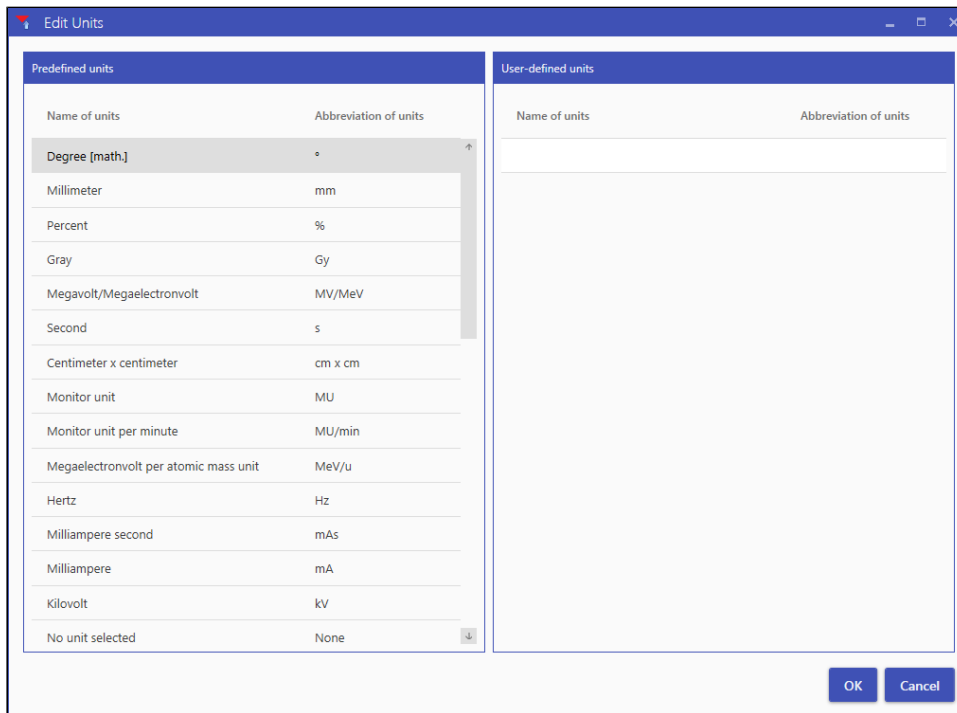 Edit Units
Predefined units
Name of units Abbreviation of units
Degree [math.] °
Millimeter mm
Percent %
Gray Gy
Megavolt/Megaelectronvolt MV/MeV
Second s
Centimeter x centimeter cm x cm
Monitor unit MU
Monitor unit per minute MU/min
Megaelectronvolt per atomic mass unit MeV/u
Hertz Hz
Milliampere second mAs
Milliampere mA
Kilovolt kV
No unit selected None
User-defined units
Name of units Abbreviation of units
OK Cancel